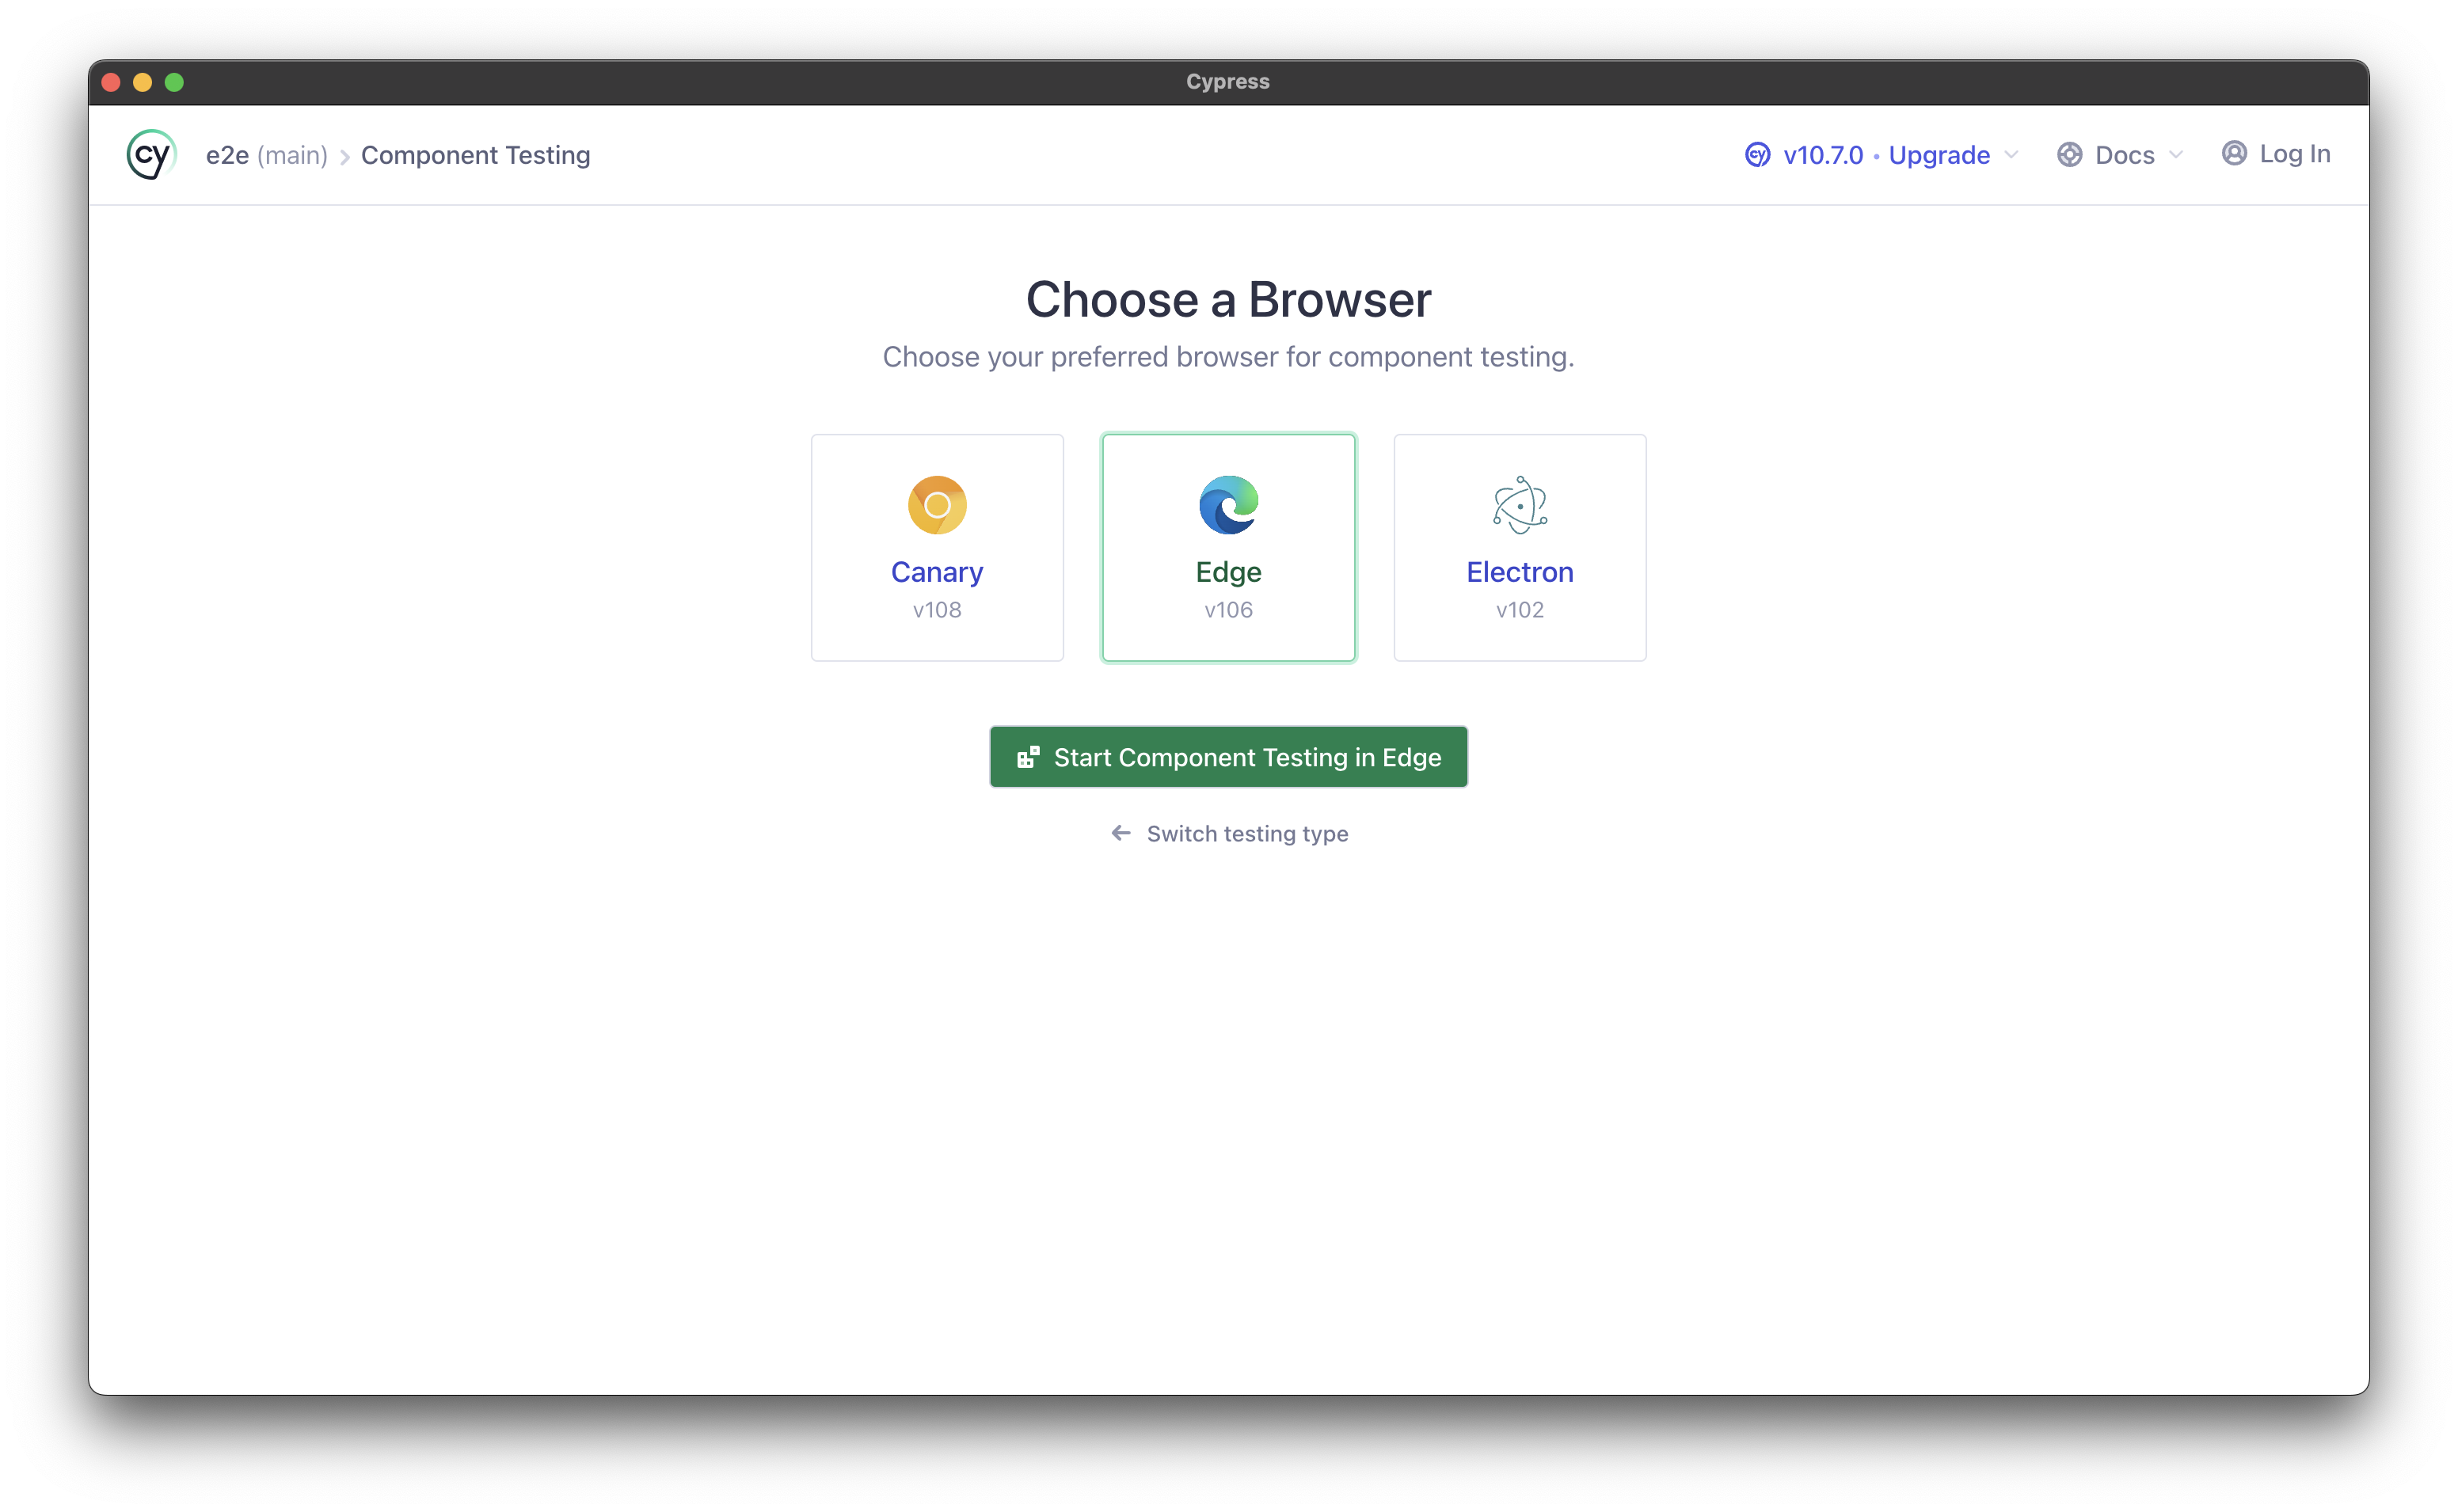 Cypress
cy e2e (main) > Component Testing
cy v10.7.0 • Upgrade Docs Log In
Choose a Browser
Choose your preferred browser for component testing.
Canary Edge Electron
v108 v106 v102
Start Component Testing in Edge
← Switch testing type